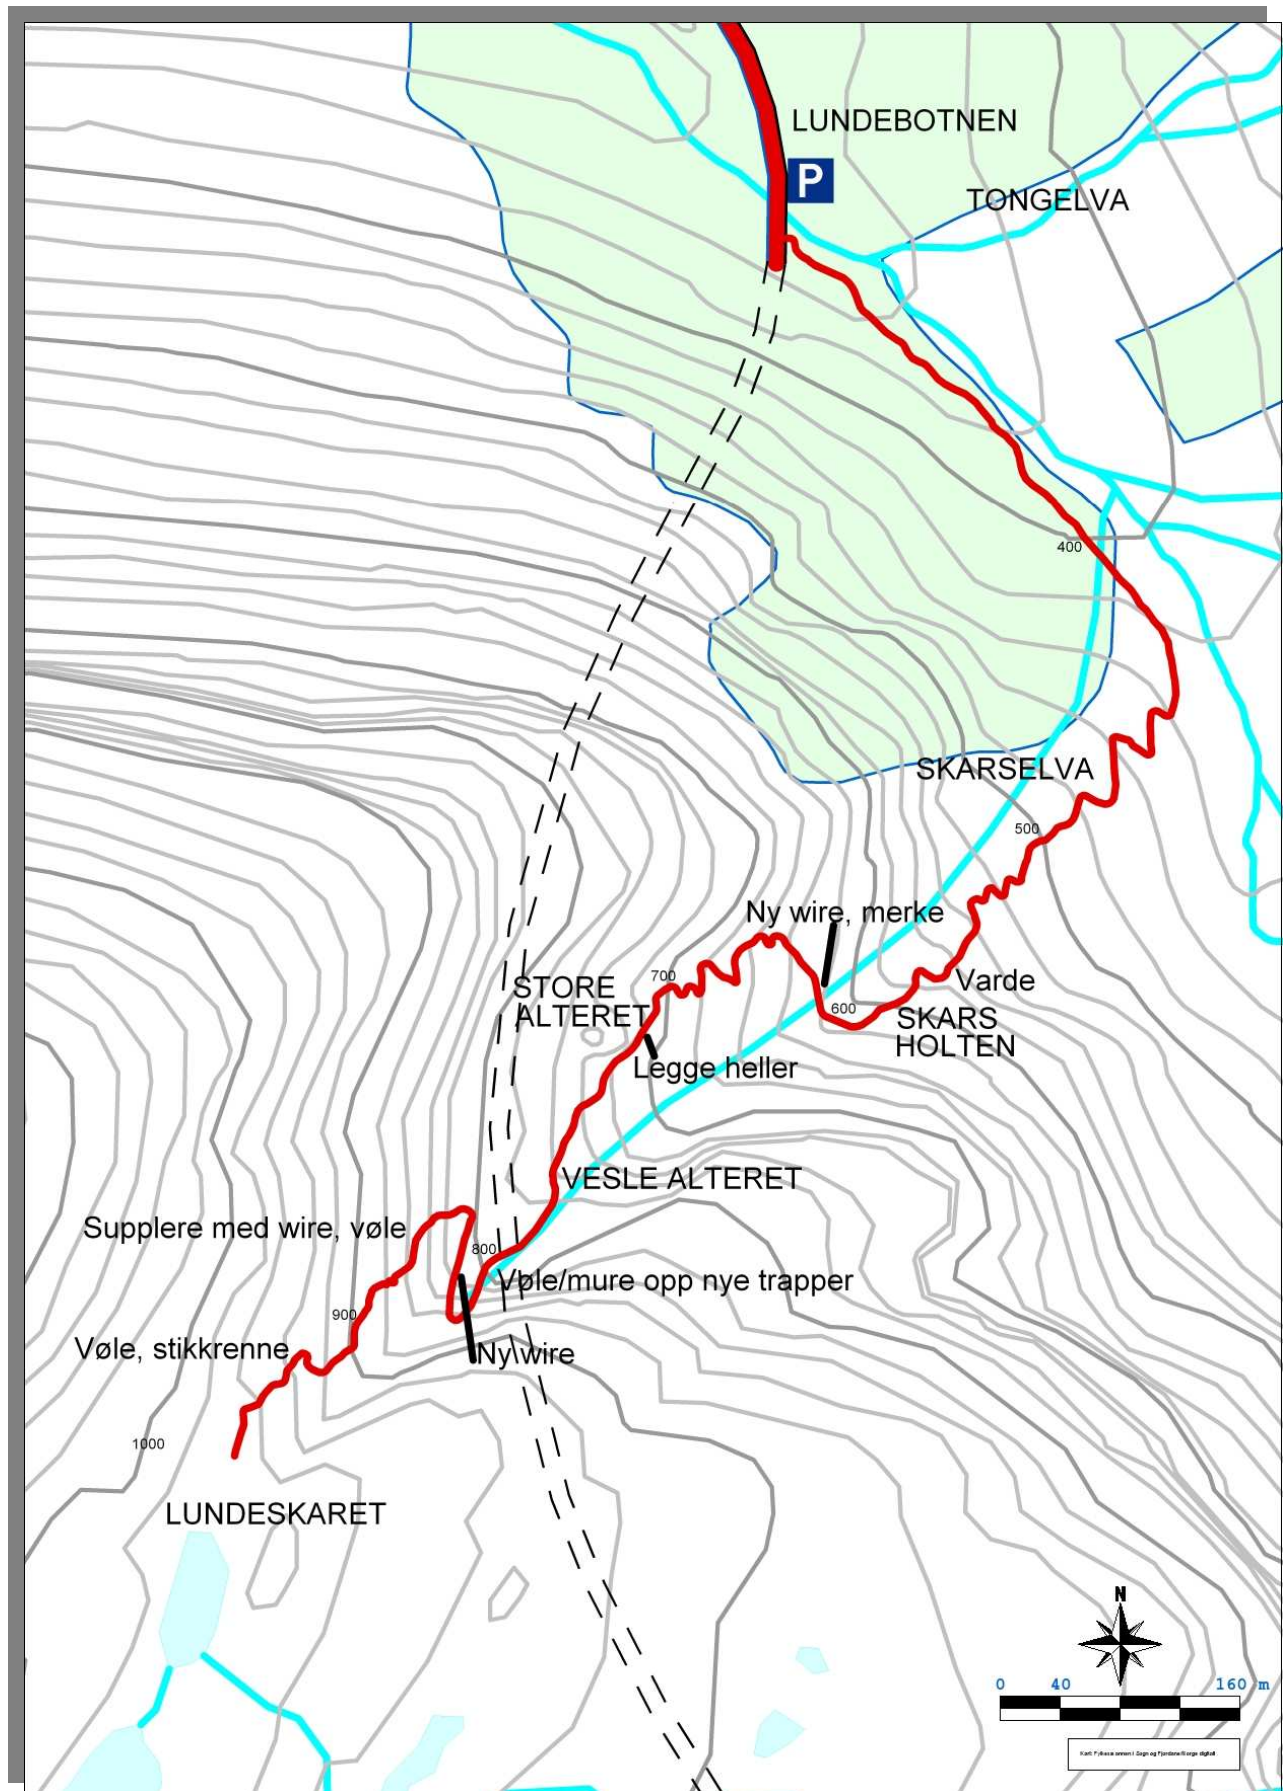 LUNDEBOTNEN
P
TONGELVA
400
SKARSELVA
500
Ny wire, merke
700
Varde
STORE
ALTERET
600
SKARS
HOLTEN
Legge heller
VESLE ALTERET
Supplere med wire, vøle
800
Vøle/mure opp nye trapper
900
Vøle, stikkrenne
Ny wire
1000
LUNDESKARET
N
0 40 160 m